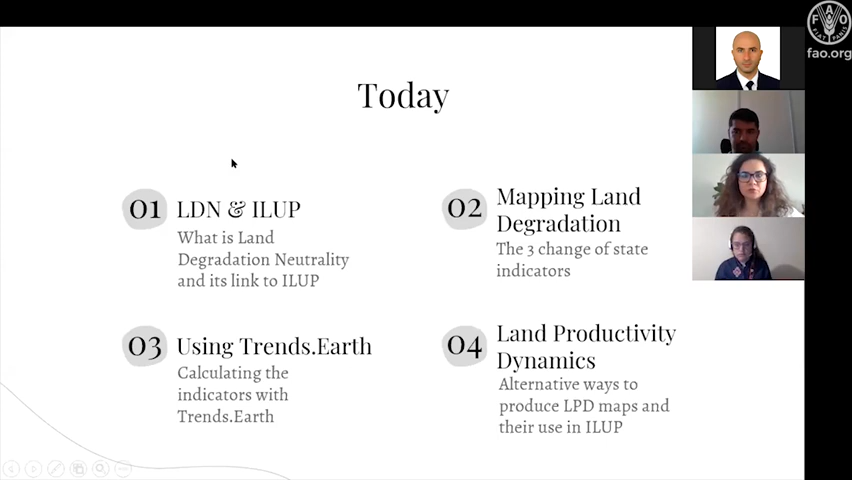 Today
01 LDN & ILUP
What is Land
Degradation Neutrality
and its link to ILUP
02 Mapping Land
Degradation
The 3 change of state
indicators
03 Using Trends.Earth
Calculating the
indicators with
Trends.Earth
04 Land Productivity
Dynamics
Alternative ways to
produce LPD maps and
their use in ILUP
F A O
FIAT PANIS
fao.org